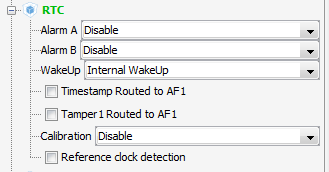 RTC
Alarm A Disable
Alarm B Disable
WakeUp Internal WakeUp
Timestamp Routed to AF1
Tamper1 Routed to AF1
Calibration Disable
Reference clock detection